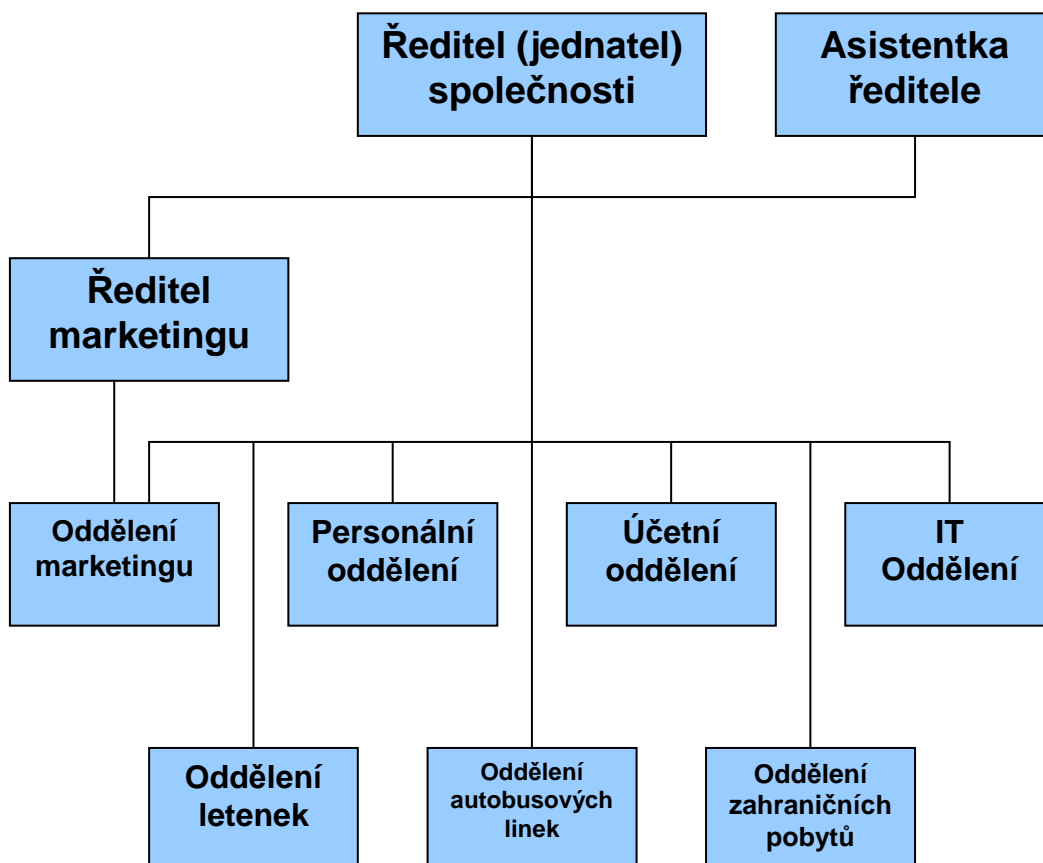 Ředitel (jednatel)
společnosti
Asistentka
ředitele
Ředitel
marketingu
Oddělení
marketingu
Personální
oddělení
Účetní
oddělení
IT
Oddělení
Oddělení
letenek
Oddělení
autobusových
linek
Oddělení
zahraničních
pobytů